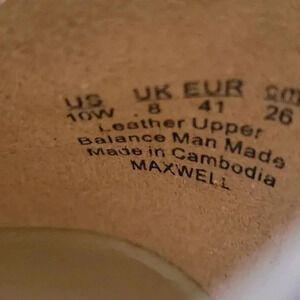 US UK EUR cm
10W 8 41 26
Leather Upper
Balance Man Made
Made in Cambodia
MAXWELL